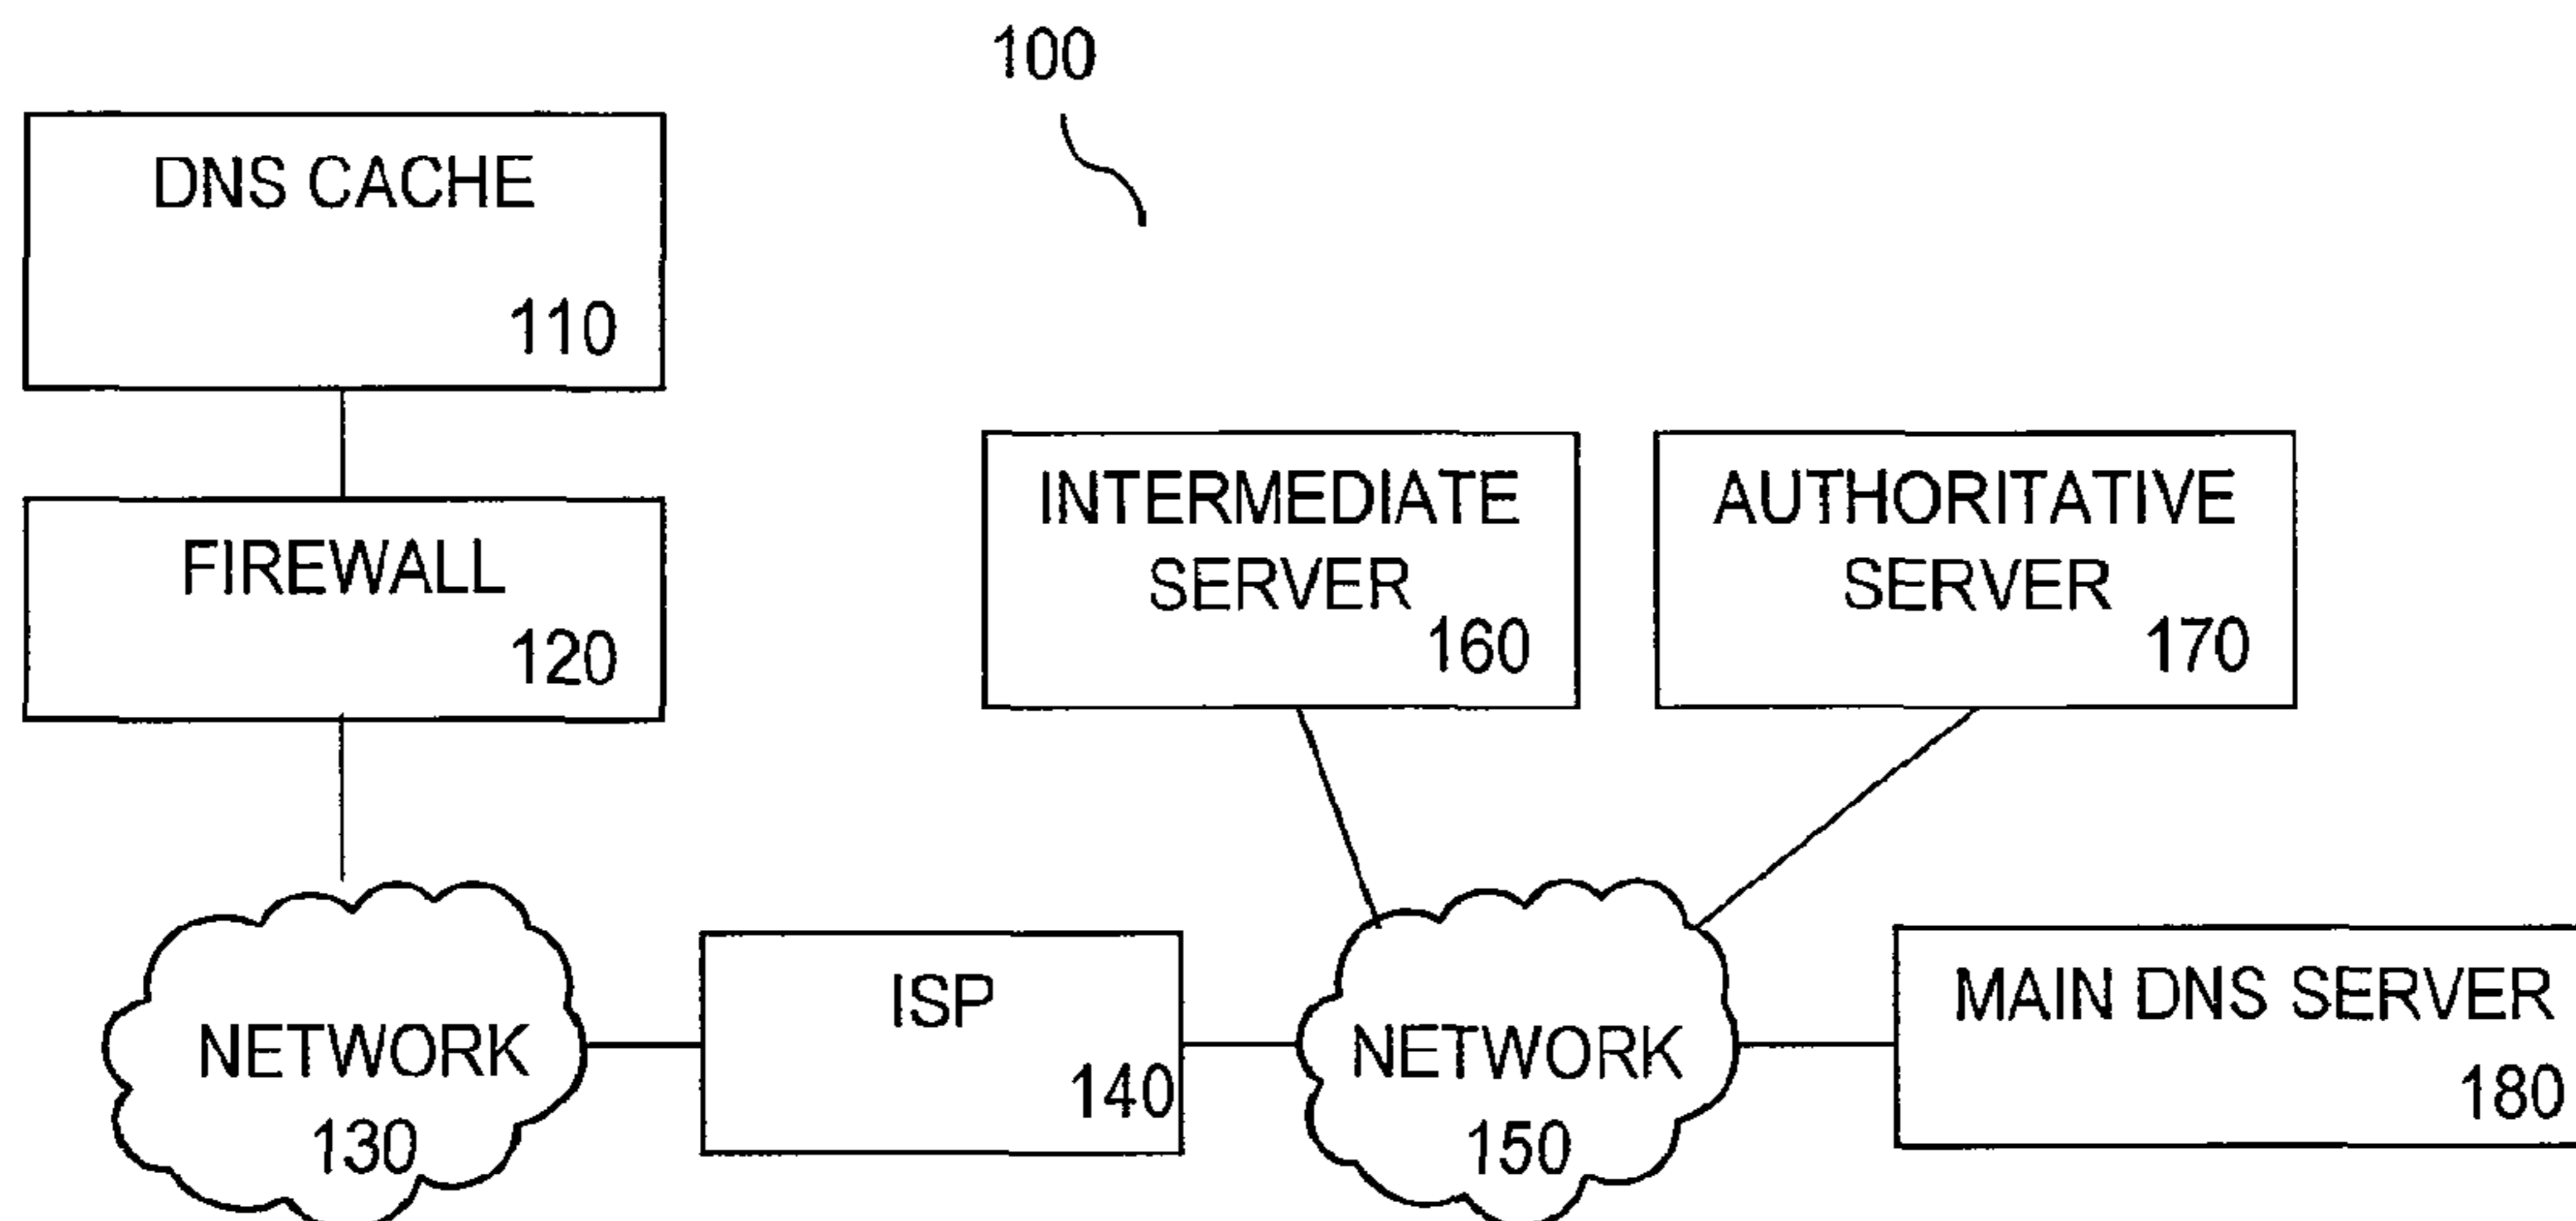 100
DNS CACHE
110
FIREWALL
120
INTERMEDIATE
SERVER
160
AUTHORITATIVE
SERVER
170
NETWORK
130
ISP
140
NETWORK
150
MAIN DNS SERVER
180